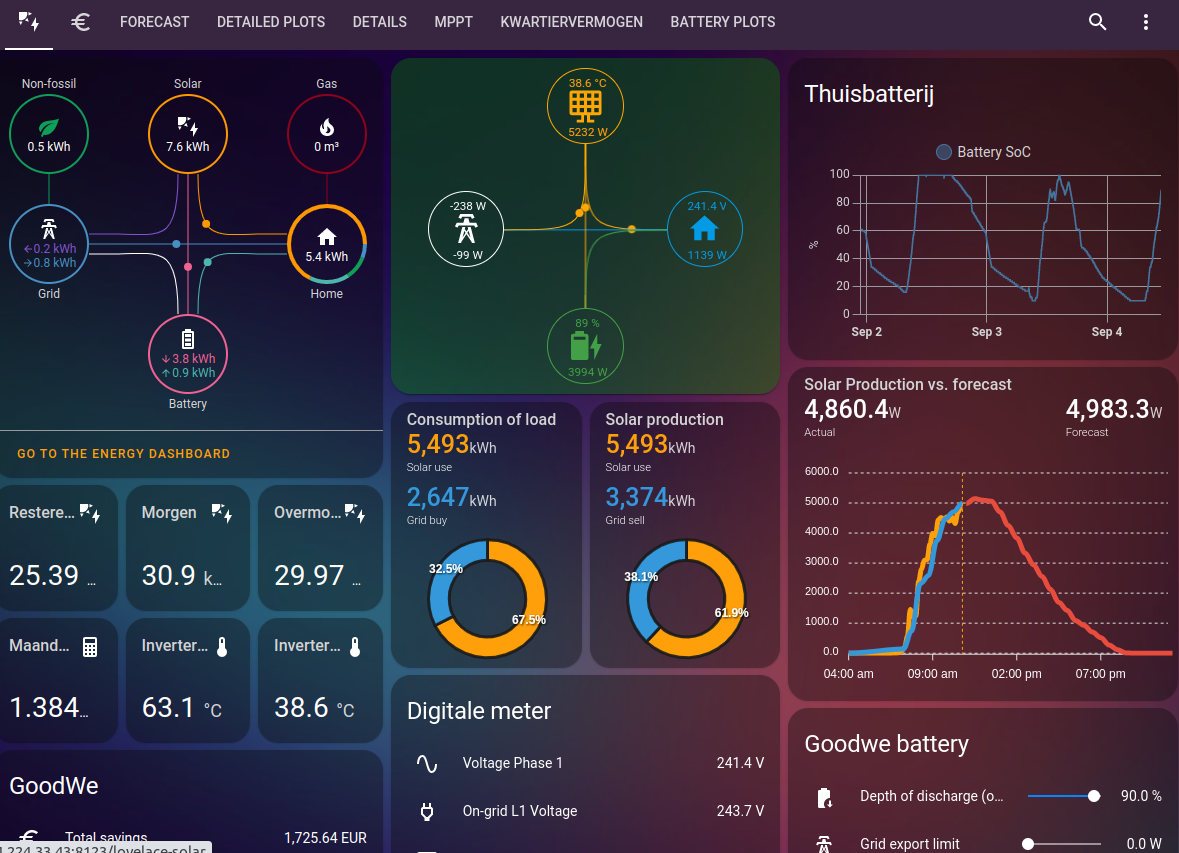 € FORECAST DETAILED PLOTS DETAILS MPPT KWARTIERVERMOGEN BATTERY PLOTS
Non-fossil
0.5 kWh
Solar
7.6 kWh
Gas
0 m³
←0.2 kWh
→0.8 kWh
Grid
5.4 kWh
Home
↓3.8 kWh
↑0.9 kWh
Battery
GO TO THE ENERGY DASHBOARD
Restere...
25.39 ...
Morgen
30.9 k...
Overmo...
29.97 ...
Maand...
1.384...
Inverter...
63.1 °C
Inverter...
38.6 °C
GoodWe
Total savings 1,725.64 EUR
224.33.43:8123/lovelace-solar
38.6 °C
5232 W
-238 W
-99 W
241.4 V
1139 W
89 %
3994 W
Consumption of load
5,493kWh
Solar use
2,647kWh
Grid buy
32.5%
67.5%
Solar production
5,493kWh
Solar use
3,374kWh
Grid sell
38.1%
61.9%
Digitale meter
Voltage Phase 1 241.4 V
On-grid L1 Voltage 243.7 V
Thuisbatterij
Battery SoC
100
80
60
40
20
0
%
Sep 2 Sep 3 Sep 4
Solar Production vs. forecast
4,860.4W 4,983.3W
Actual Forecast
6000.0
5000.0
4000.0
3000.0
2000.0
1000.0
0.0
04:00 am 09:00 am 02:00 pm 07:00 pm
Goodwe battery
Depth of discharge (o... 90.0 %
Grid export limit 0.0 W